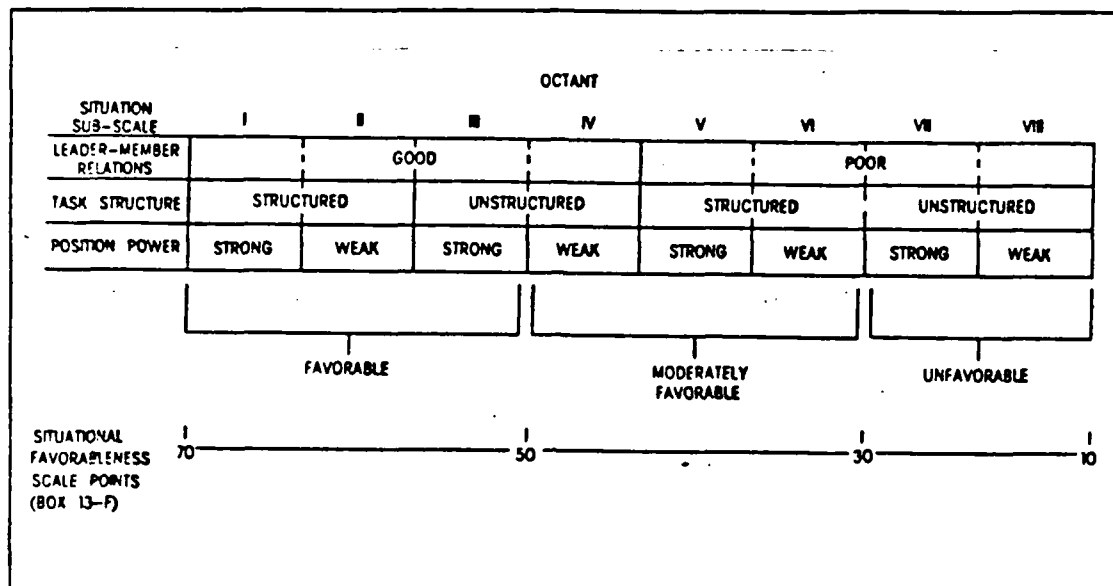 OCTANT
SITUATION
SUB-SCALE I II III IV V VI VII VIII
LEADER-MEMBER
RELATIONS GOOD POOR
TASK STRUCTURE STRUCTURED UNSTRUCTURED STRUCTURED UNSTRUCTURED
POSITION POWER STRONG WEAK STRONG WEAK STRONG WEAK STRONG WEAK
FAVORABLE
MODERATELY
FAVORABLE
UNFAVORABLE
SITUATIONAL
FAVORABLENESS
SCALE POINTS
(BOX 13-F)
70 50 30 10